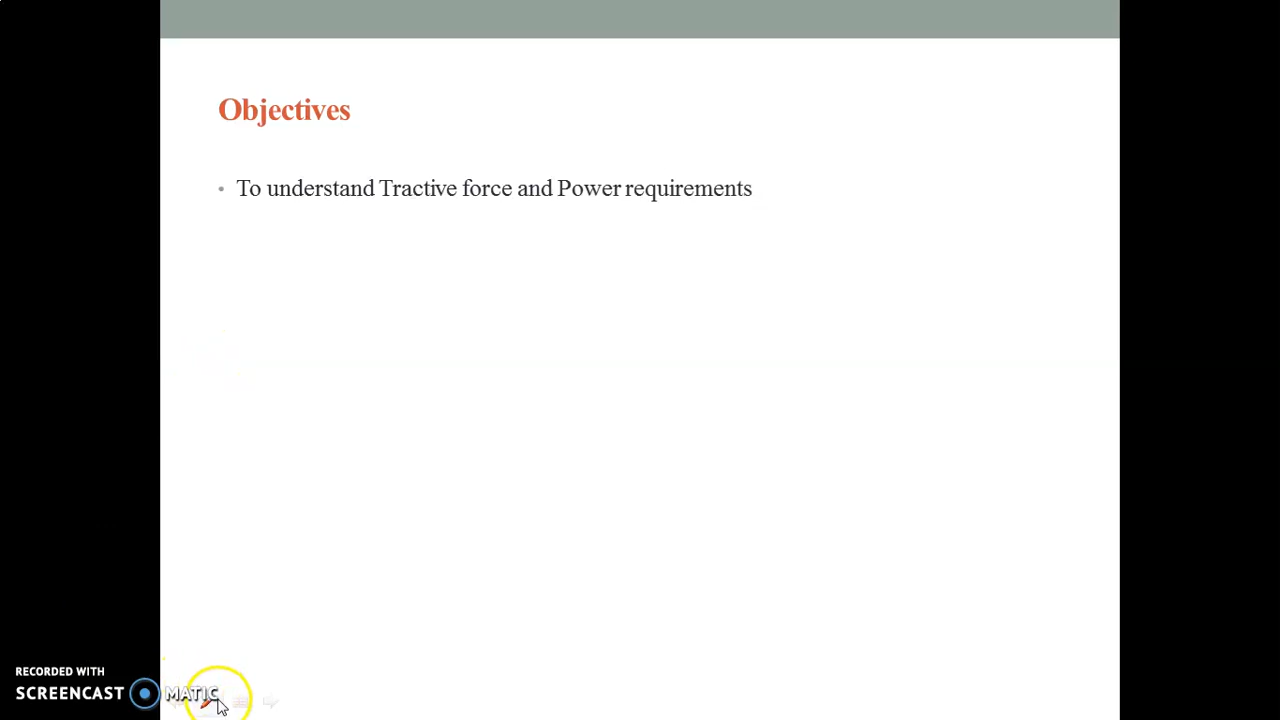 Objectives
• To understand Tractive force and Power requirements
RECORDED WITH
SCREENCAST MATIC